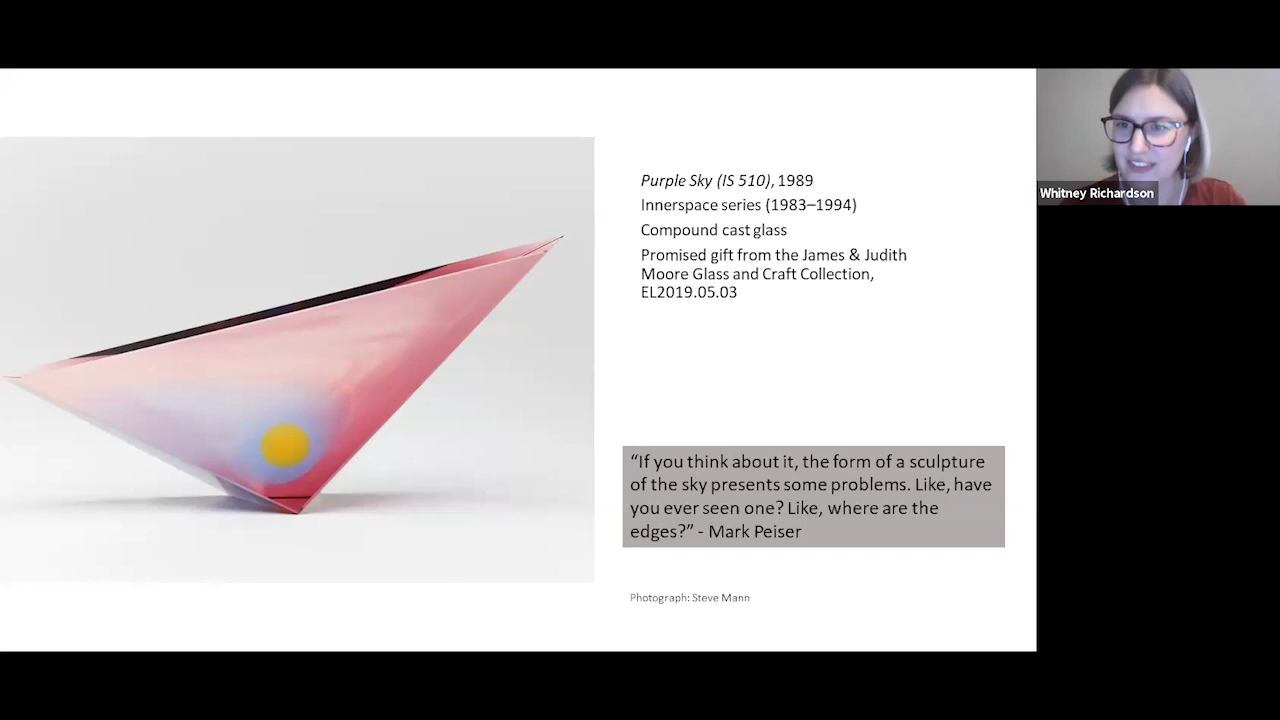 Purple Sky (IS 510), 1989
Innerspace series (1983–1994)
Compound cast glass
Promised gift from the James & Judith
Moore Glass and Craft Collection,
EL2019.05.03
“If you think about it, the form of a sculpture
of the sky presents some problems. Like, have
you ever seen one? Like, where are the
edges?” - Mark Peiser
Photograph: Steve Mann
Whitney Richardson